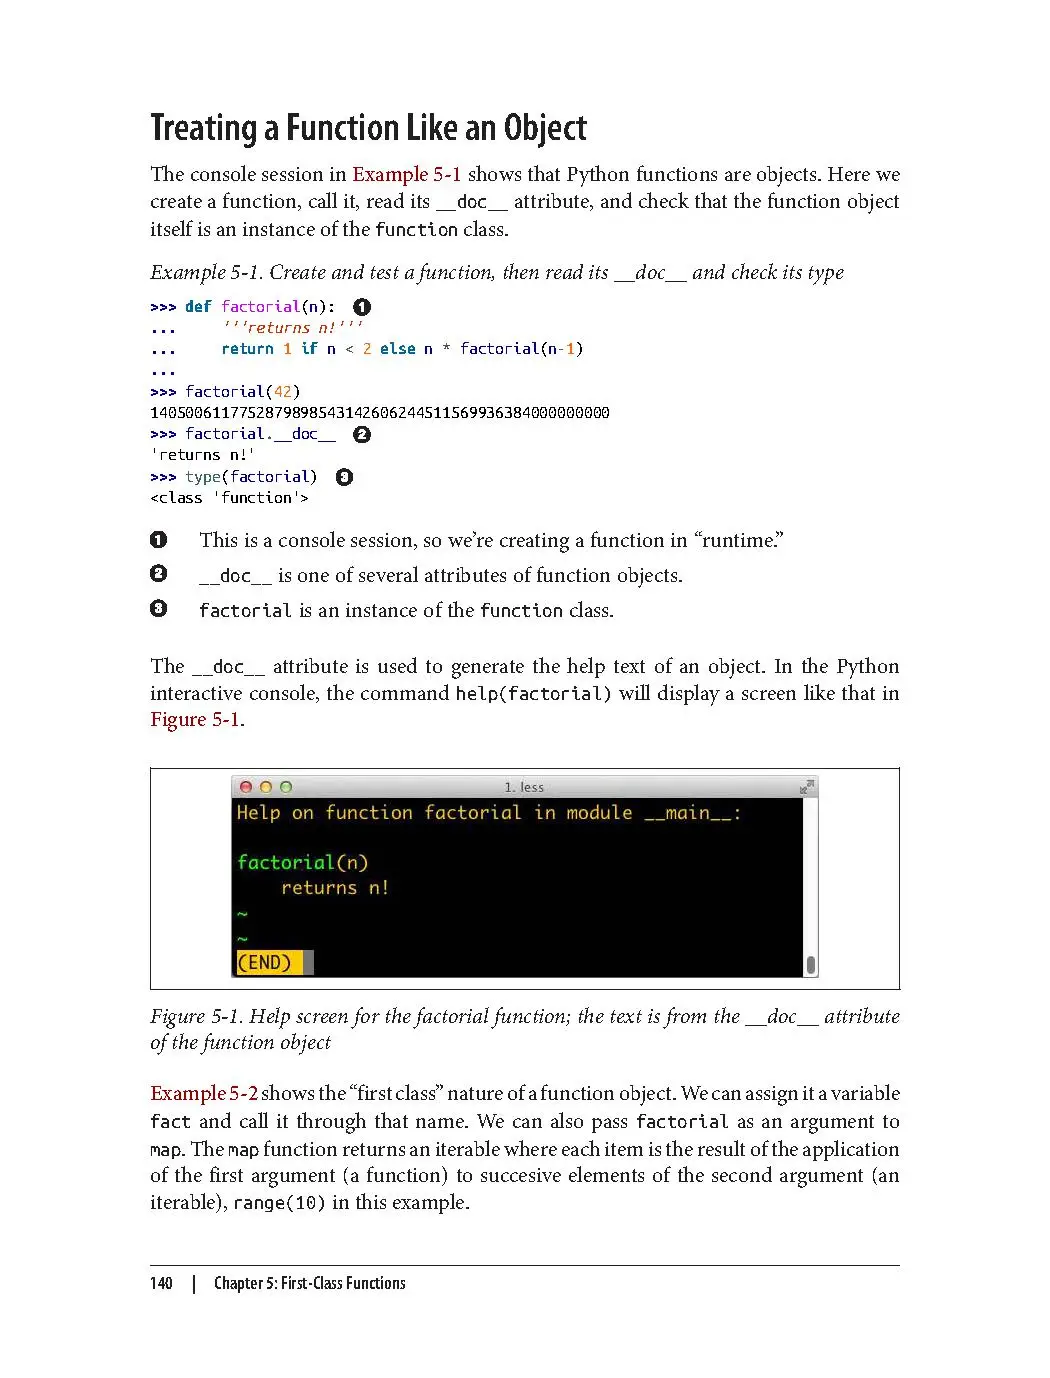 Treating a Function Like an Object
The console session in Example 5-1 shows that Python functions are objects. Here we
create a function, call it, read its __doc__ attribute, and check that the function object
itself is an instance of the function class.
Example 5-1. Create and test a function, then read its __doc__ and check its type
>>> def factorial(n): ❶
...     '''returns n!'''
...     return 1 if n < 2 else n * factorial(n-1)
...
>>> factorial(42)
1405006117752879898543142606244511569936384000000000
>>> factorial.__doc__ ❷
'returns n!'
>>> type(factorial) ❸
<class 'function'>
❶ This is a console session, so we’re creating a function in “runtime.”
❷ __doc__ is one of several attributes of function objects.
❸ factorial is an instance of the function class.
The __doc__ attribute is used to generate the help text of an object. In the Python
interactive console, the command help(factorial) will display a screen like that in
Figure 5-1.
1. less
Help on function factorial in module __main__:
factorial(n)
    returns n!
~
~
(END)
Figure 5-1. Help screen for the factorial function; the text is from the __doc__ attribute
of the function object
Example 5-2 shows the “first class” nature of a function object. We can assign it a variable
fact and call it through that name. We can also pass factorial as an argument to
map. The map function returns an iterable where each item is the result of the application
of the first argument (a function) to succesive elements of the second argument (an
iterable), range(10) in this example.
140 | Chapter 5: First-Class Functions